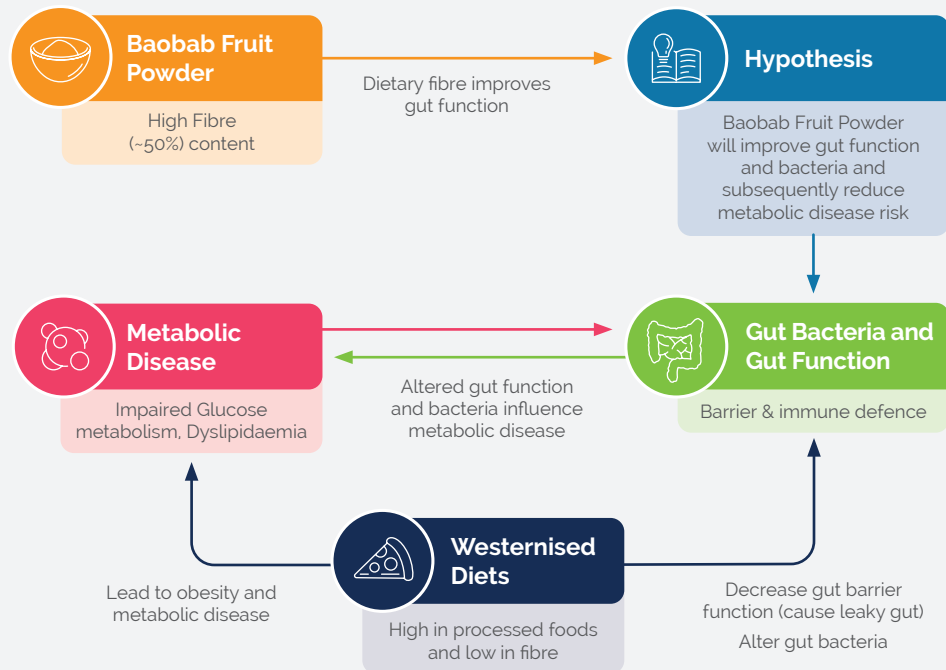 Baobab Fruit
Powder
High Fibre
(~50%) content
Dietary fibre improves
gut function
Hypothesis
Baobab Fruit Powder
will improve gut function
and bacteria and
subsequently reduce
metabolic disease risk
Metabolic
Disease
Impaired Glucose
metabolism, Dyslipidaemia
Altered gut function
and bacteria influence
metabolic disease
Gut Bacteria and
Gut Function
Barrier & immune defence
Lead to obesity and
metabolic disease
Westernised
Diets
High in processed foods
and low in fibre
Decrease gut barrier
function (cause leaky gut)
Alter gut bacteria